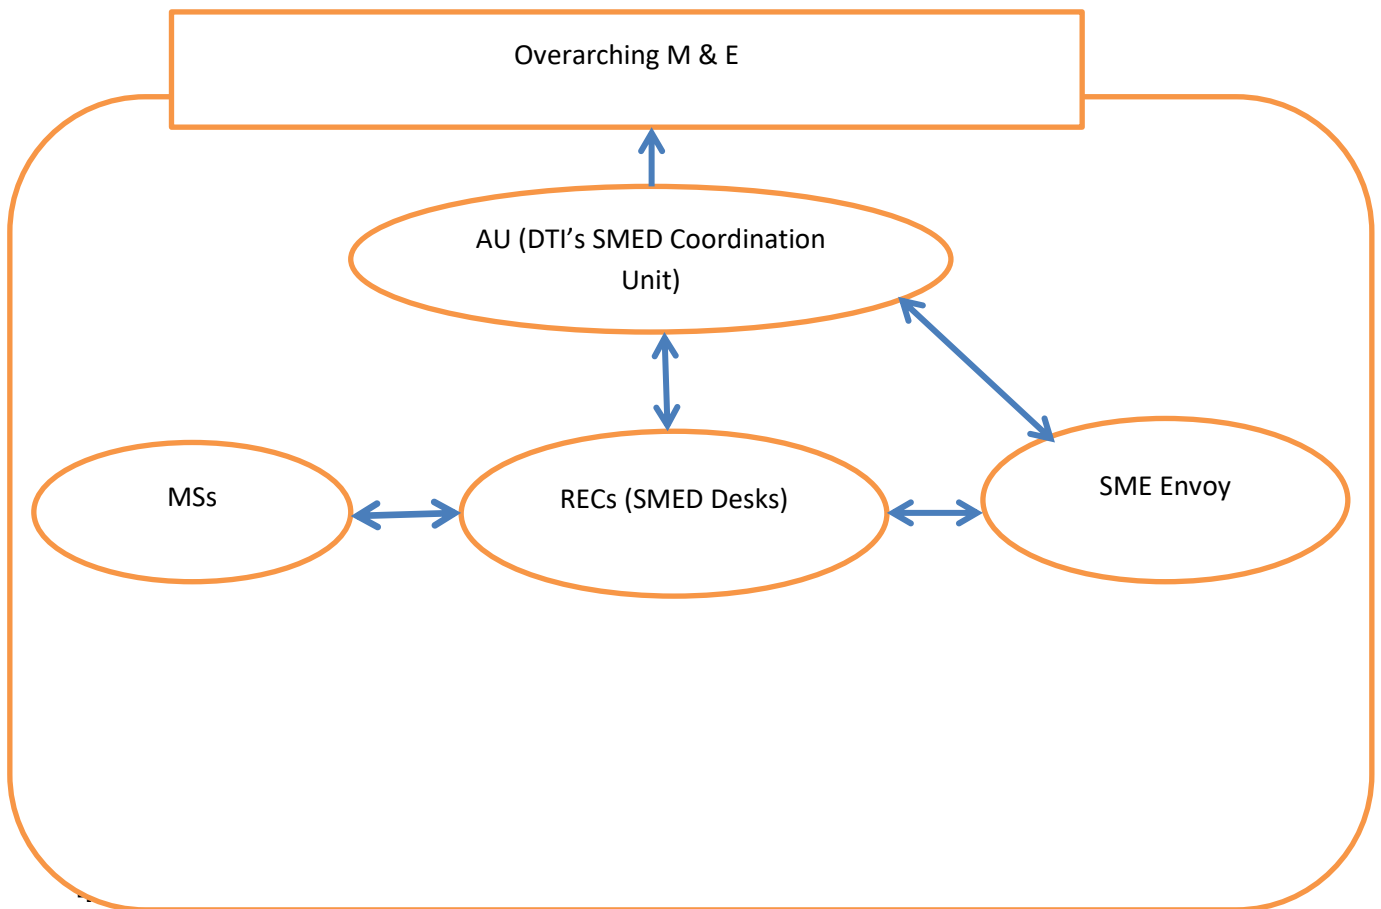 Overarching M & E
AU (DTI’s SMED Coordination
Unit)
MSs
RECs (SMED Desks)
SME Envoy